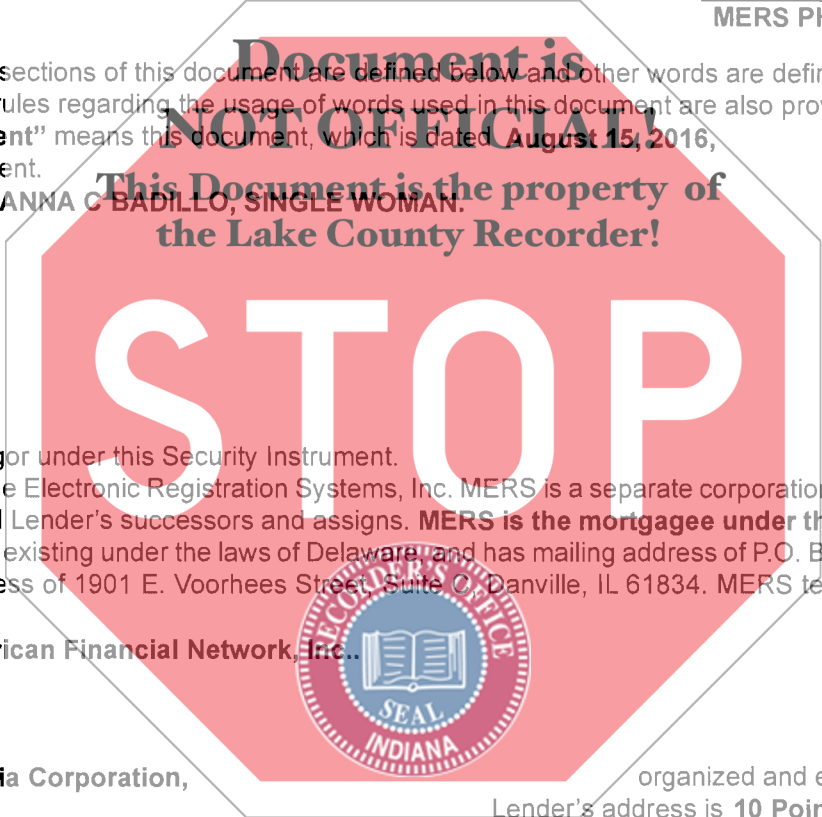 MERS PH
Document is
sections of this document are defined below and other words are defin
ules regarding the usage of words used in this document are also prov
NOT OFFICIAL!
ent” means this document, which is dated August 15, 2016,
ent.
This Document is the property of
ANNA C BADILLO, SINGLE WOMAN.
the Lake County Recorder!
STOP
gor under this Security Instrument.
e Electronic Registration Systems, Inc. MERS is a separate corporation
Lender's successors and assigns. MERS is the mortgagee under th
existing under the laws of Delaware, and has mailing address of P.O. B
ess of 1901 E. Voorhees Street, Suite C, Danville, IL 61834. MERS te
RECORDER'S OFFICE
rican Financial Network, Inc..
SEAL
INDIANA
ia Corporation,
organized and e
Lender's address is 10 Poin